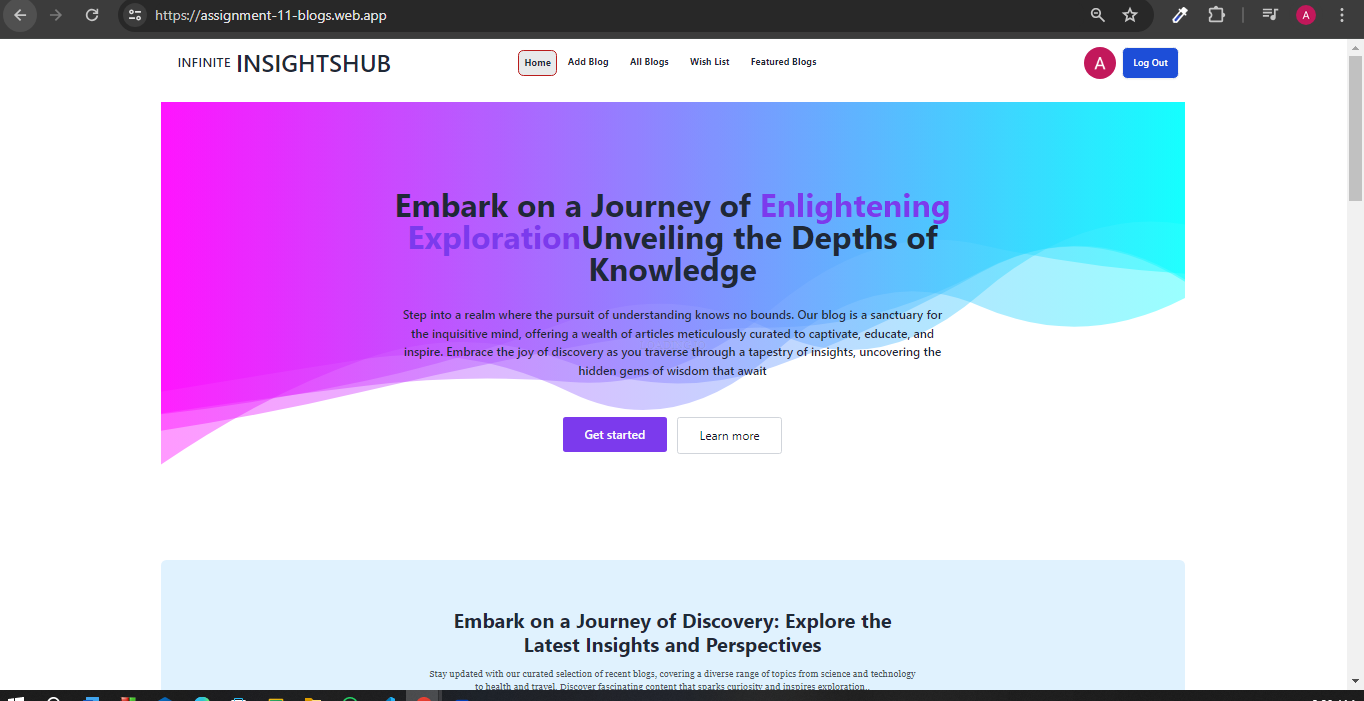 https://assignment-11-blogs.web.app
A
INFINITE INSIGHTSHUB
Home
Add Blog
All Blogs
Wish List
Featured Blogs
A
Log Out
Embark on a Journey of Enlightening
ExplorationUnveiling the Depths of
Knowledge
Step into a realm where the pursuit of understanding knows no bounds. Our blog is a sanctuary for
the inquisitive mind, offering a wealth of articles meticulously curated to captivate, educate, and
inspire. Embrace the joy of discovery as you traverse through a tapestry of insights, uncovering the
hidden gems of wisdom that await
Get started
Learn more
Embark on a Journey of Discovery: Explore the
Latest Insights and Perspectives
Stay updated with our curated selection of recent blogs, covering a diverse range of topics from science and technology
to health and travel. Discover fascinating content that sparks curiosity and inspires exploration..